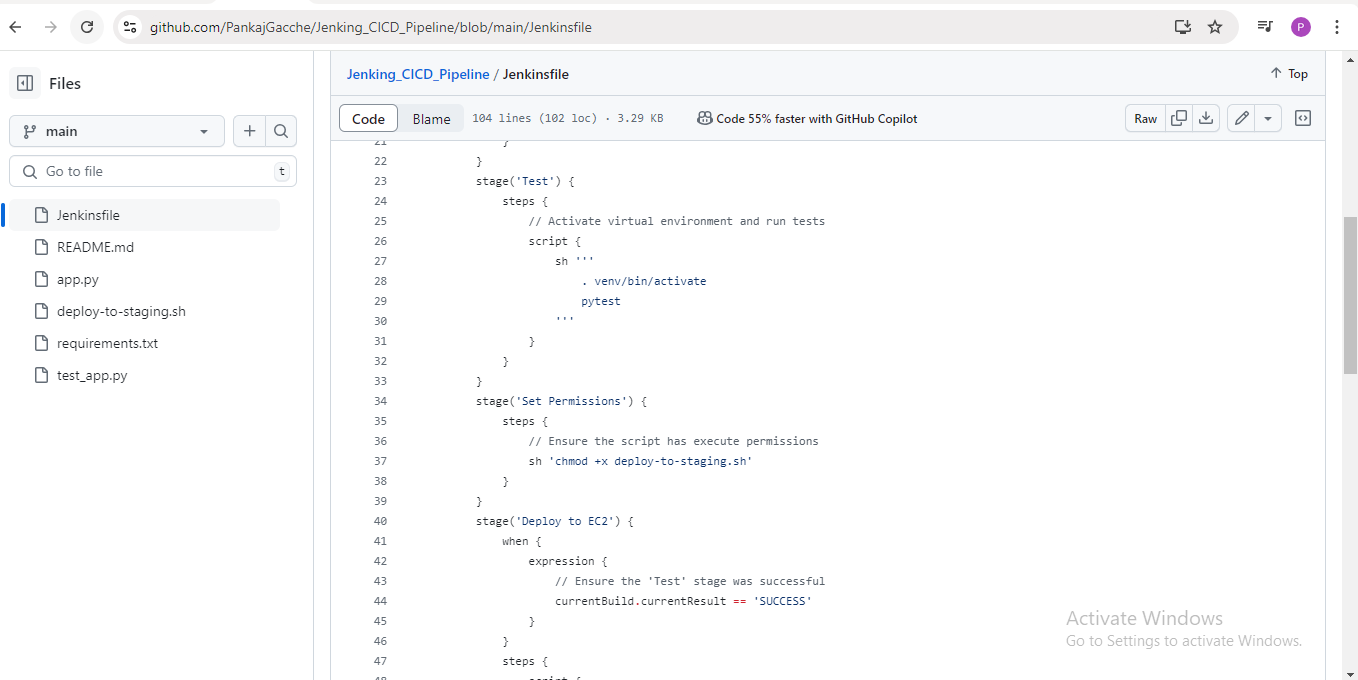 github.com/PankajGacche/Jenking_CICD_Pipeline/blob/main/Jenkinsfile
P
Files
main
Go to file
t
Jenkinsfile
README.md
app.py
deploy-to-staging.sh
requirements.txt
test_app.py
Jenking_CICD_Pipeline / Jenkinsfile
Top
Code
Blame
104 lines (102 loc) · 3.29 KB
Code 55% faster with GitHub Copilot
Raw
21 }
22 }
23 stage('Test') {
24 steps {
25 // Activate virtual environment and run tests
26 script {
27 sh '''
28 . venv/bin/activate
29 pytest
30 '''
31 }
32 }
33 }
34 stage('Set Permissions') {
35 steps {
36 // Ensure the script has execute permissions
37 sh 'chmod +x deploy-to-staging.sh'
38 }
39 }
40 stage('Deploy to EC2') {
41 when {
42 expression {
43 // Ensure the 'Test' stage was successful
44 currentBuild.currentResult == 'SUCCESS'
45 }
46 }
47 steps {
48 script {
Activate Windows
Go to Settings to activate Windows.